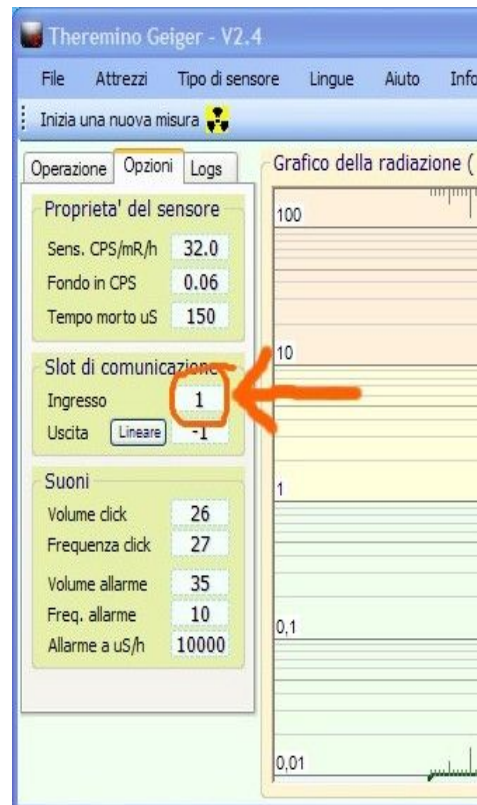 Theremino Geiger - V2.4
File Attrezzi Tipo di sensore Lingue Aiuto Info
Inizia una nuova misura
Operazione Opzioni Logs
Proprieta' del sensore
Sens. CPS/mR/h 32.0
Fondo in CPS 0.06
Tempo morto uS 150
Slot di comunicazione
Ingresso 1
Uscita Lineare -1
Suoni
Volume click 26
Frequenza click 27
Volume allarme 35
Freq. allarme 10
Allarme a uS/h 10000
Grafico della radiazione (
100
10
1
0,1
0,01